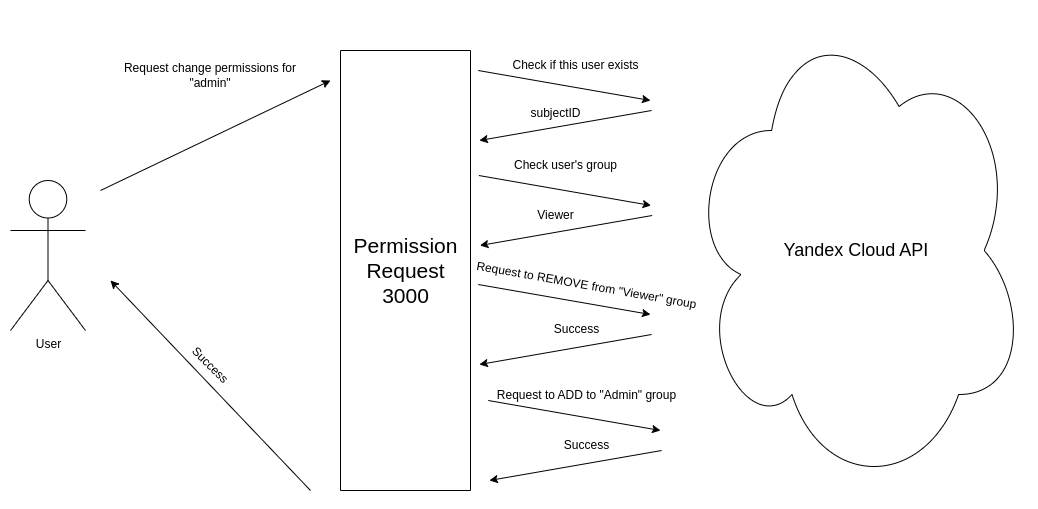 Request change permissions for
"admin"
User
Success
Permission
Request
3000
Check if this user exists
subjectID
Check user's group
Viewer
Request to REMOVE from "Viewer" group
Success
Request to ADD to "Admin" group
Success
Yandex Cloud API